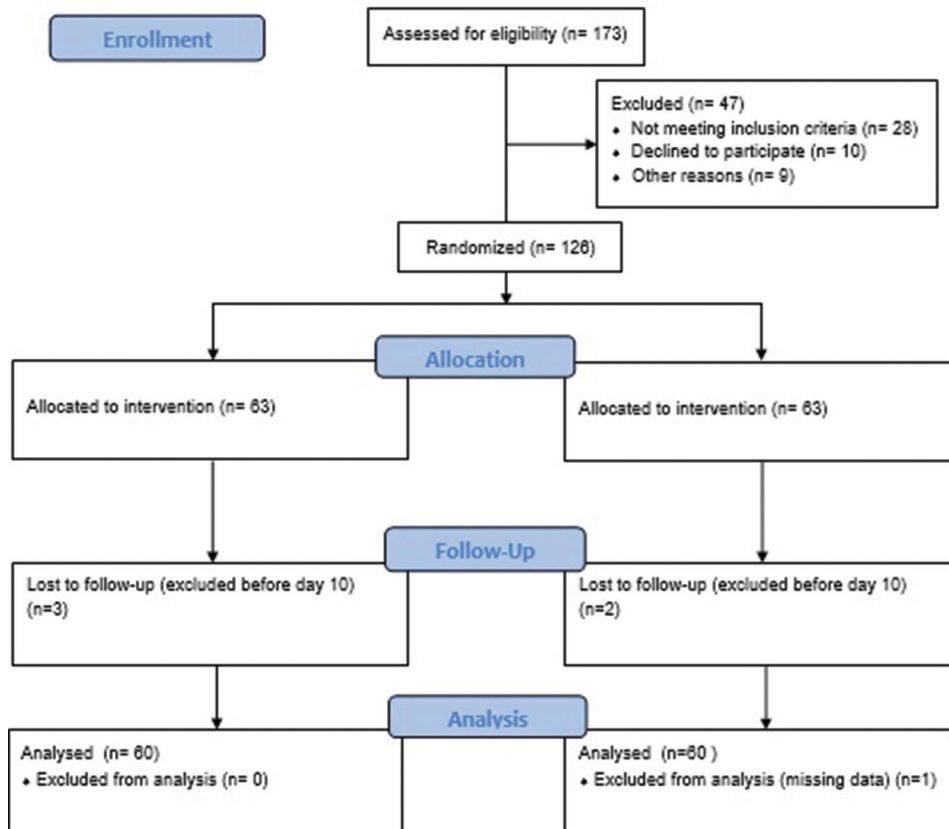 Enrollment
Assessed for eligibility (n= 173)
Excluded (n= 47)
♦ Not meeting inclusion criteria (n= 28)
♦ Declined to participate (n= 10)
♦ Other reasons (n= 9)
Randomized (n= 126)
Allocation
Allocated to intervention (n= 63)
Allocated to intervention (n= 63)
Follow-Up
Lost to follow-up (excluded before day 10)
(n=3)
Lost to follow-up (excluded before day 10)
(n=2)
Analysis
Analysed (n= 60)
♦ Excluded from analysis (n= 0)
Analysed (n=60 )
♦ Excluded from analysis (missing data) (n=1)